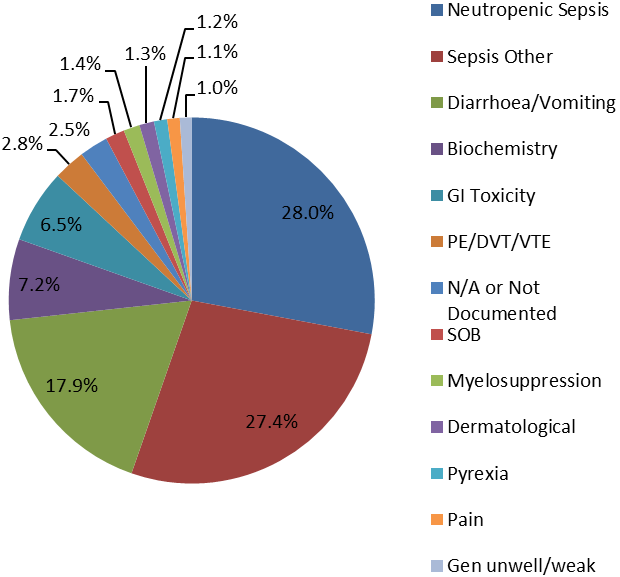 1.2%
1.3%
1.1%
1.4%
1.0%
1.7%
2.5%
2.8%
28.0%
6.5%
7.2%
17.9%
27.4%
Neutropenic Sepsis
Sepsis Other
Diarrhoea/Vomiting
Biochemistry
GI Toxicity
PE/DVT/VTE
N/A or Not
Documented
SOB
Myelosuppression
Dermatological
Pyrexia
Pain
Gen unwell/weak